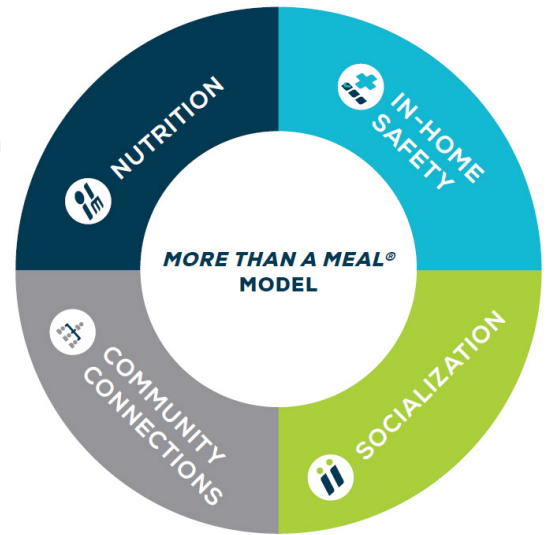 NUTRITION
IN-HOME
SAFETY
MORE THAN A MEAL®
MODEL
COMMUNITY
CONNECTIONS
SOCIALIZATION